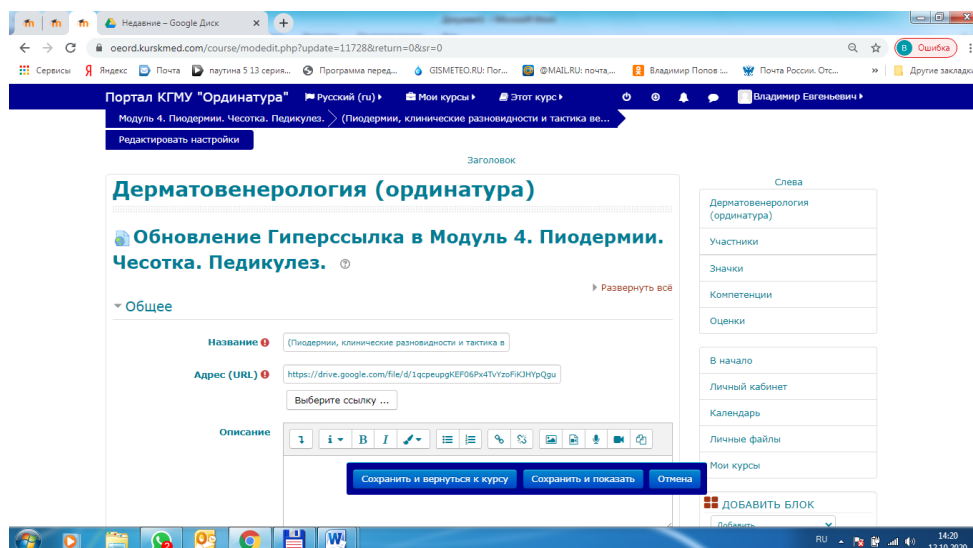 Недавние – Google Диск
oeord.kurskmed.com/course/modedit.php?update=11728&return=0&sr=0
В Ошибка
Сервисы Яндекс Почта паутина 5 13 серия... Программа перед... GISMETEO.RU: Пог... @MAIL.RU: почта,... Владимир Попов :... Почта России. Отс... » Другие закладки
Портал КГМУ "Ординатура" Русский (ru) Мои курсы Этот курс Владимир Евгеньевич
Модуль 4. Пиодермии. Чесотка. Педикулез. (Пиодермии, клинические разновидности и тактика ве...
Редактировать настройки
Заголовок
Дерматовенерология (ординатура)
Обновление Гиперссылка в Модуль 4. Пиодермии.
Чесотка. Педикулез.
Развернуть всё
Общее
Название
(Пиодермии, клинические разновидности и тактика в
Адрес (URL)
https://drive.google.com/file/d/1qcpeupgKEF06Px4TvYzoFiKJHYpQgu
Выберите ссылку ...
Описание
B I
Сохранить и вернуться к курсу Сохранить и показать Отмена
Слева
Дерматовенерология
(ординатура)
Участники
Значки
Компетенции
Оценки
В начало
Личный кабинет
Календарь
Личные файлы
Мои курсы
ДОБАВИТЬ БЛОК
Добавить...
RU 14:20
12.10.2020